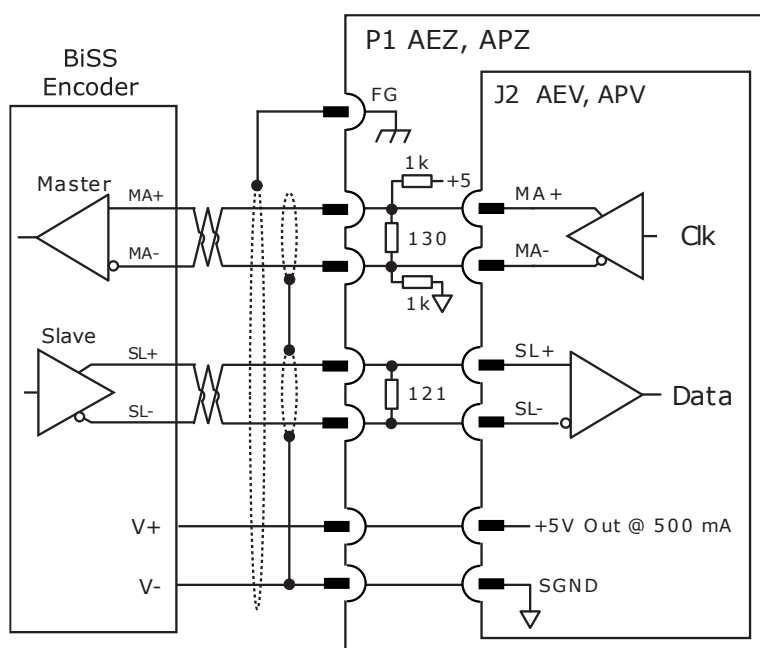 P1 AEZ, APZ
BiSS
Encoder
FG
J2 AEV, APV
1k
+5
Master
MA+
MA+
MA-
130
MA-
Clk
1k
Slave
SL+
SL+
SL-
121
SL-
Data
V+
+5V Out @ 500 mA
V-
SGND